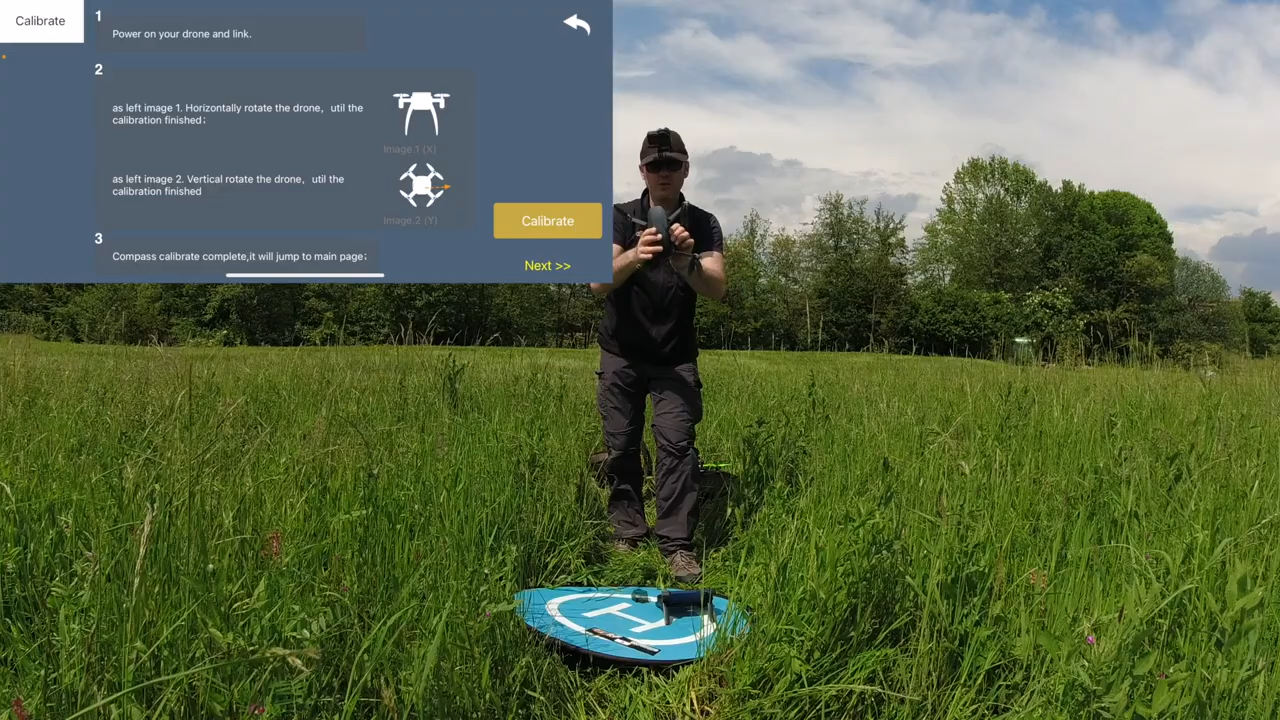 Calibrate
1
Power on your drone and link.
2
as left image 1. Horizontally rotate the drone, util the
calibration finished;
Image.1 (X)
as left image 2. Vertical rotate the drone, util the
calibration finished
Image.2 (Y)
Calibrate
3
Compass calibrate complete,it will jump to main page;
Next >>
H